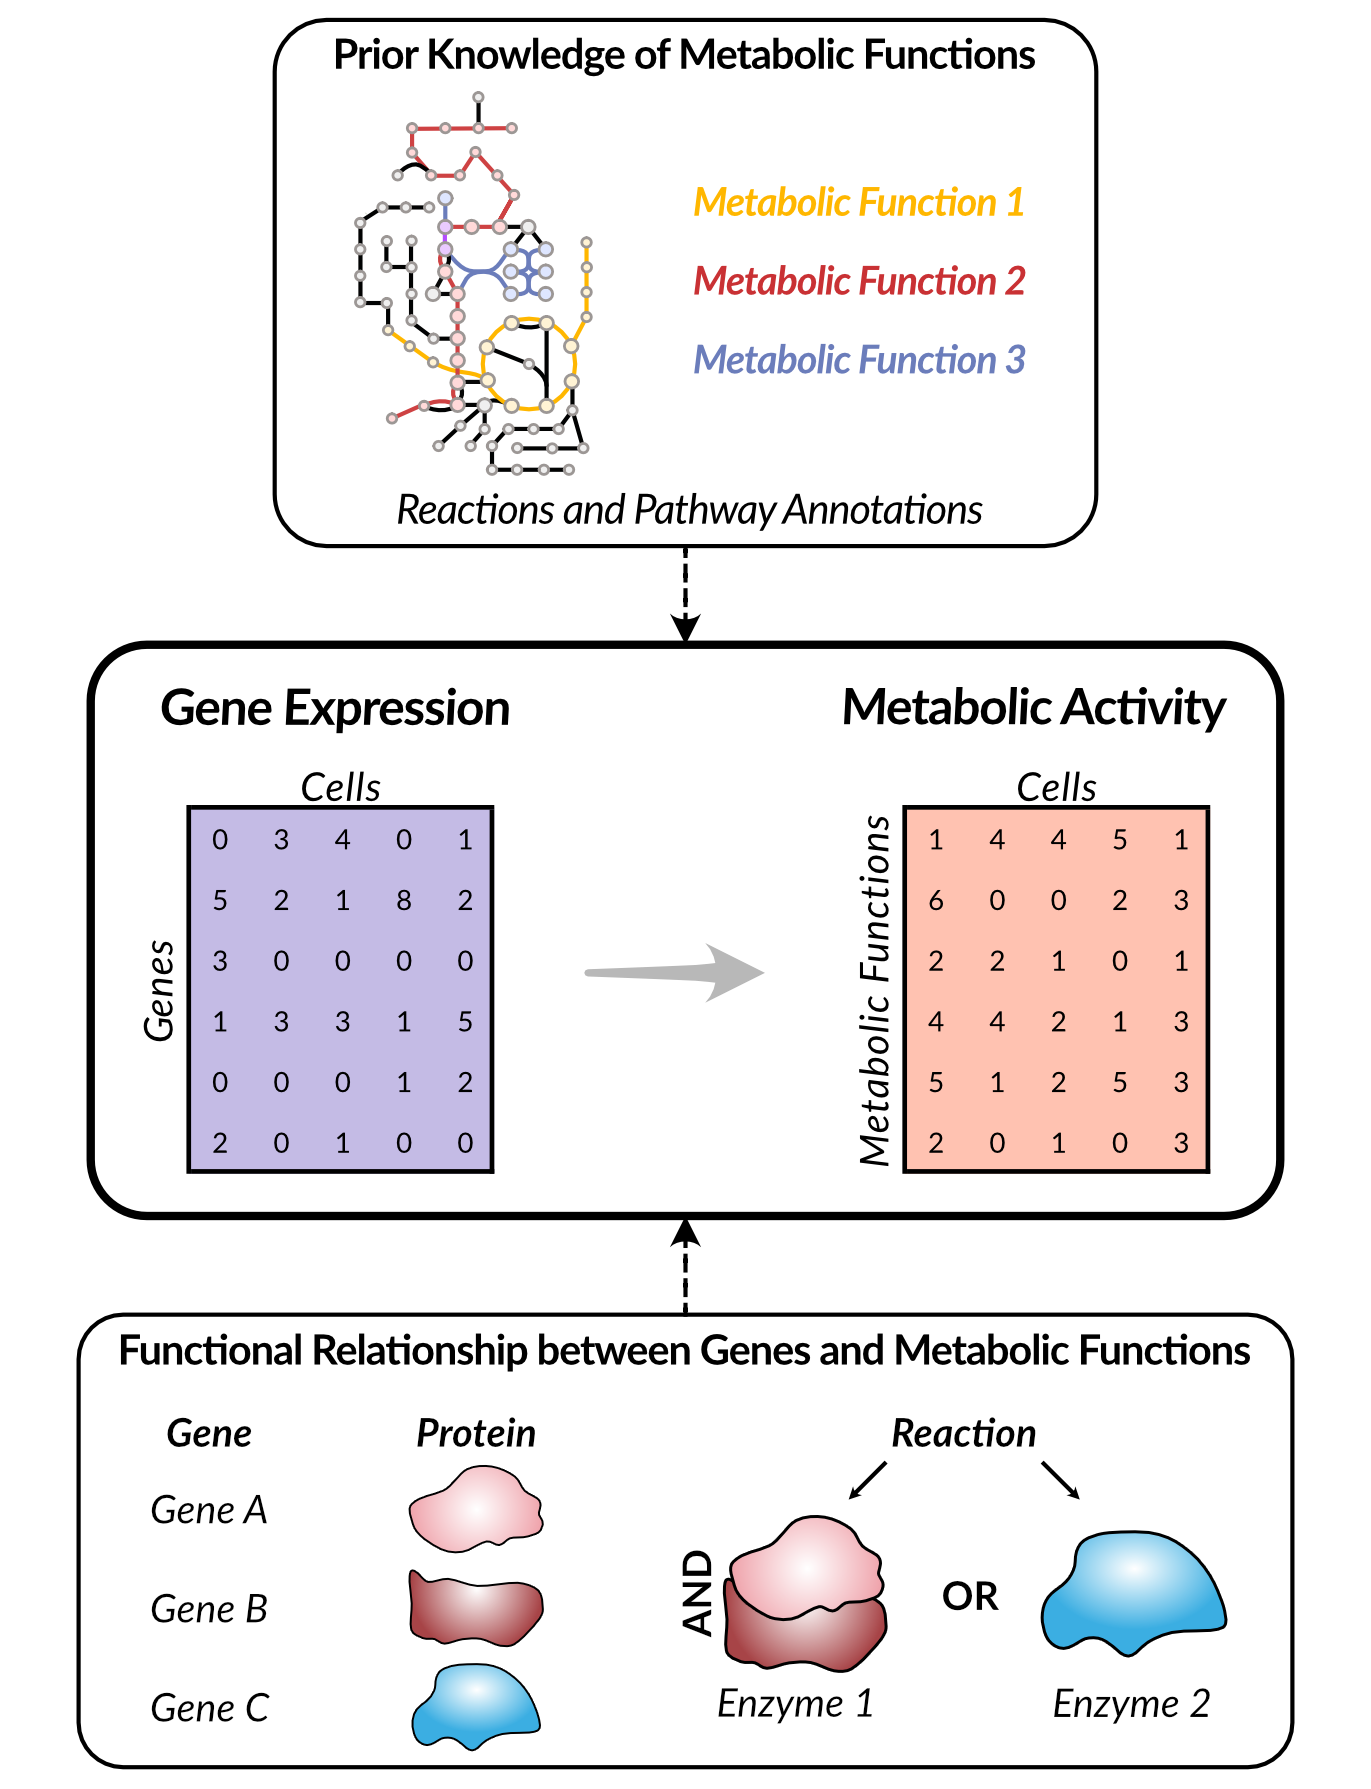 Prior Knowledge of Metabolic Functions
Metabolic Function 1
Metabolic Function 2
Metabolic Function 3
Reactions and Pathway Annotations
Gene Expression
Cells
Genes
0 3 4 0 1
5 2 1 8 2
3 0 0 0 0
1 3 3 1 5
0 0 0 1 2
2 0 1 0 0
Metabolic Activity
Cells
Metabolic Functions
1 4 4 5 1
6 0 0 2 3
2 2 1 0 1
4 4 2 1 3
5 1 2 5 3
2 0 1 0 3
Functional Relationship between Genes and Metabolic Functions
Gene
Protein
Gene A
Gene B
Gene C
Reaction
AND
OR
Enzyme 1
Enzyme 2